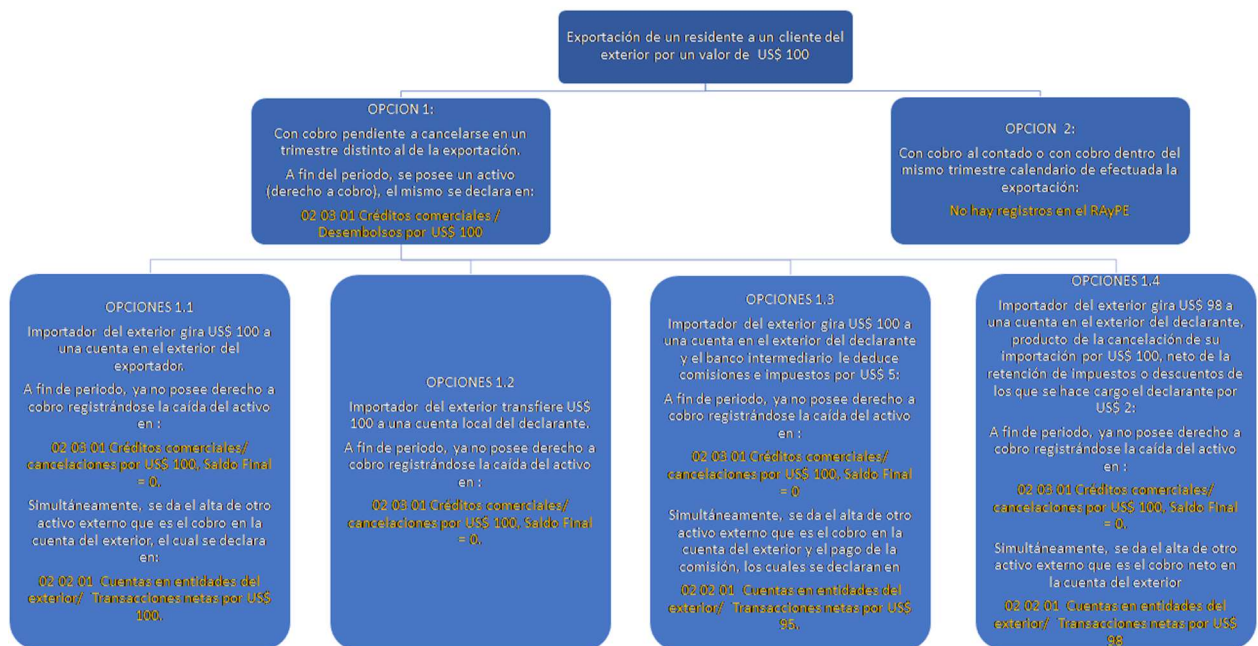 Exportación de un residente a un cliente del
exterior por un valor de US$ 100
OPCION 1:
Con cobro pendiente a cancelarse en un
trimestre distinto al de la exportación.
A fin del periodo, se posee un activo
(derecho a cobro), el mismo se declara en:
02 03 01 Créditos comerciales /
Desembolsos por US$ 100
OPCION 2:
Con cobro al contado o con cobro dentro del
mismo trimestre calendario de efectuada la
exportación:
No hay registros en el RAyPE
OPCIONES 1.1
Importador del exterior gira US$ 100 a
una cuenta en el exterior del
exportador.
A fin de periodo, ya no posee derecho a
cobro registrándose la caída del activo
en :
02 03 01 Créditos comerciales/
cancelaciones por US$ 100, Saldo Final
= 0.
Simultáneamente, se da el alta de otro
activo externo que es el cobro en la
cuenta del exterior, el cual se declara
en:
02 02 01 Cuentas en entidades del
exterior/ Transacciones netas por US$
100.
OPCIONES 1.2
Importador del exterior transfiere US$
100 a una cuenta local del declarante.
A fin de periodo, ya no posee derecho a
cobro registrándose la caída del activo
en :
02 03 01 Créditos comerciales/
cancelaciones por US$ 100, Saldo Final
= 0.
OPCIONES 1.3
Importador del exterior gira US$ 100 a
una cuenta en el exterior del declarante
y el banco intermediario le deduce
comisiones e impuestos por US$ 5:
A fin de periodo, ya no posee derecho a
cobro registrándose la caída del activo
en :
02 03 01 Créditos comerciales/
cancelaciones por US$ 100, Saldo Final
= 0
Simultáneamente, se da el alta de otro
activo externo que es el cobro en la
cuenta del exterior y el pago de la
comisión, los cuales se declaran en
02 02 01 Cuentas en entidades del
exterior/ Transacciones netas por US$
95.
OPCIONES 1.4
Importador del exterior gira US$ 98 a
una cuenta en el exterior del declarante,
producto de la cancelación de su
importación por US$ 100, neto de la
retención de impuestos o descuentos de
los que se hace cargo el declarante por
US$ 2:
A fin de periodo, ya no posee derecho a
cobro registrándose la caída del activo
en :
02 03 01 Créditos comerciales/
cancelaciones por US$ 100, Saldo Final
= 0.
Simultáneamente, se da el alta de otro
activo externo que es el cobro neto en
la cuenta del exterior
02 02 01 Cuentas en entidades del
exterior/ Transacciones netas por US$
98